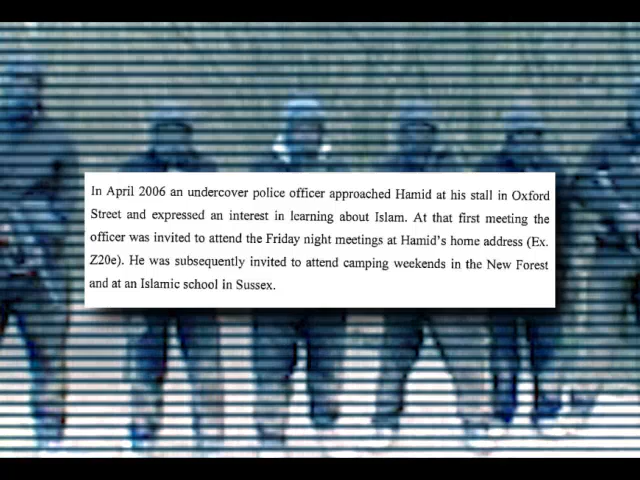 In April 2006 an undercover police officer approached Hamid at his stall in Oxford
Street and expressed an interest in learning about Islam. At that first meeting the
officer was invited to attend the Friday night meetings at Hamid's home address (Ex.
Z20e). He was subsequently invited to attend camping weekends in the New Forest
and at an Islamic school in Sussex.